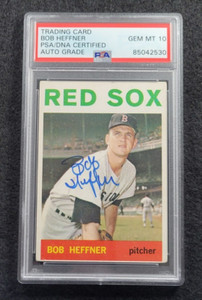 TRADING CARD
BOB HEFFNER GEM MT 10
PSA/DNA CERTIFIED
AUTO GRADE PSA 85042530
RED SOX
Bob
Heffner
BOB HEFFNER pitcher